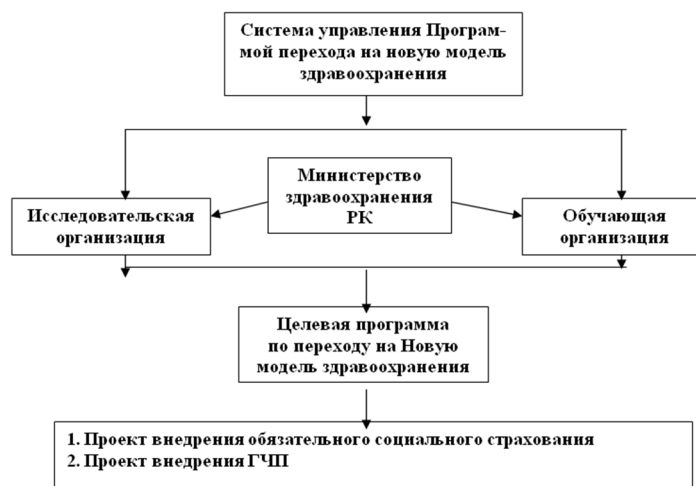 Система управления Програм-
мой перехода на новую модель
здравоохранения
Министерство
здравоохранения
РК
Исследовательская
организация
Обучающая
организация
Целевая программа
по переходу на Новую
модель здравоохранения
1. Проект внедрения обязательного социального страхования
2. Проект внедрения ГЧП